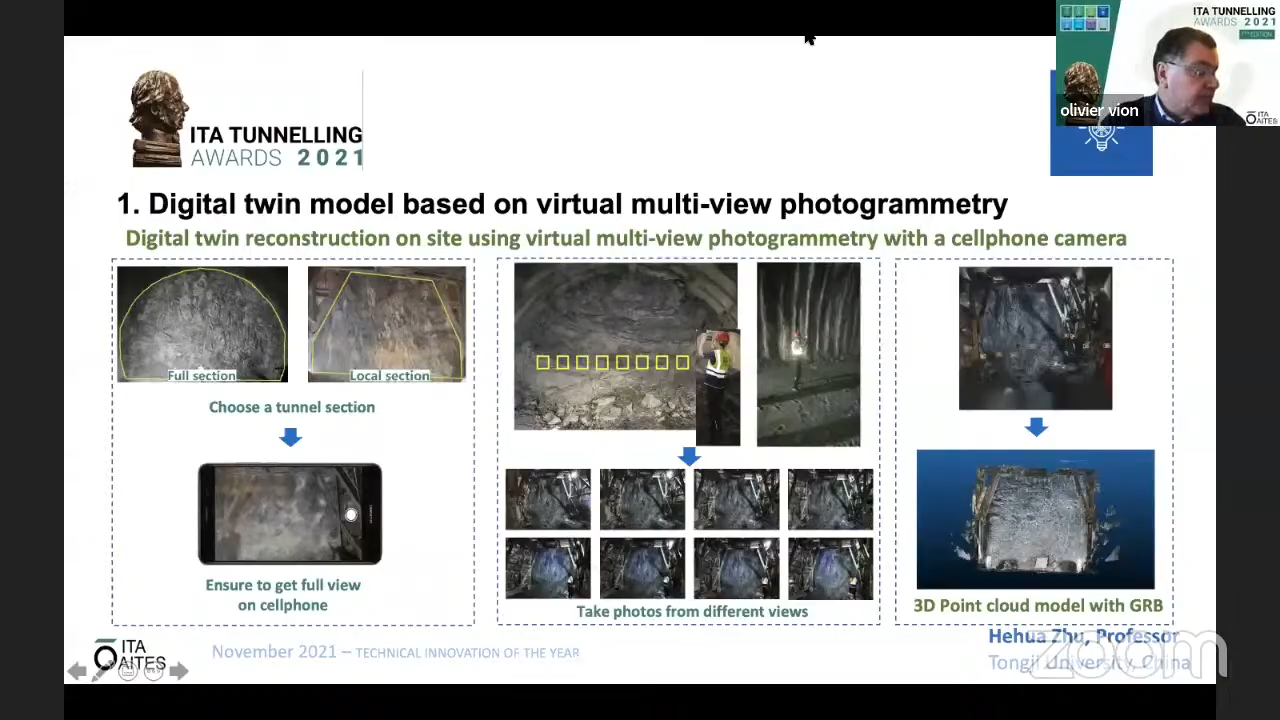 ITA TUNNELLING
AWARDS 2021
ITA TUNNELLING
AWARDS 2021
olivier vion
ITA
AITES
1. Digital twin model based on virtual multi-view photogrammetry
Digital twin reconstruction on site using virtual multi-view photogrammetry with a cellphone camera
Full section
Local section
Choose a tunnel section
Ensure to get full view
on cellphone
Take photos from different views
3D Point cloud model with GRB
Hehua Zhu, Professor
Tongji University, China
zoom
ITA
AITES
November 2021 – TECHNICAL INNOVATION OF THE YEAR